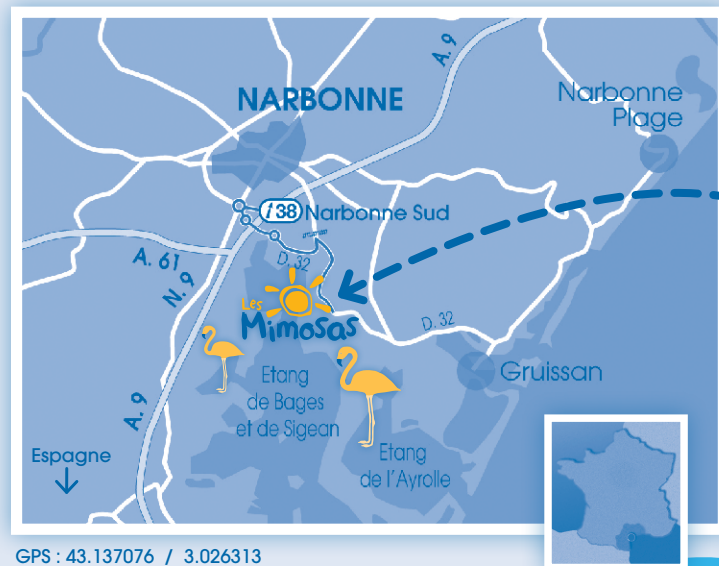 A. 9
NARBONNE
Narbonne
Plage
i 38 Narbonne Sud
A. 61
N. 9
D. 32
Les
Mimosas
D. 32
Gruissan
Etang
de Bages
et de Sigean
Etang
de l'Ayrolle
A. 9
Espagne
GPS : 43.137076 / 3.026313